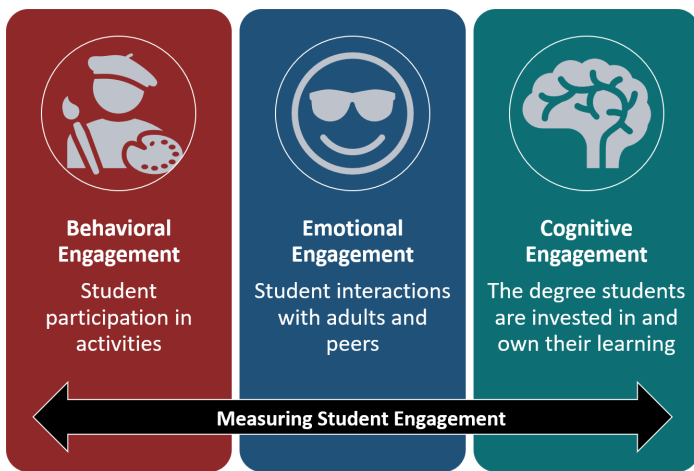 Behavioral
Engagement
Student
participation in
activities
Emotional
Engagement
Student interactions
with adults and
peers
Cognitive
Engagement
The degree students
are invested in and
own their learning
Measuring Student Engagement